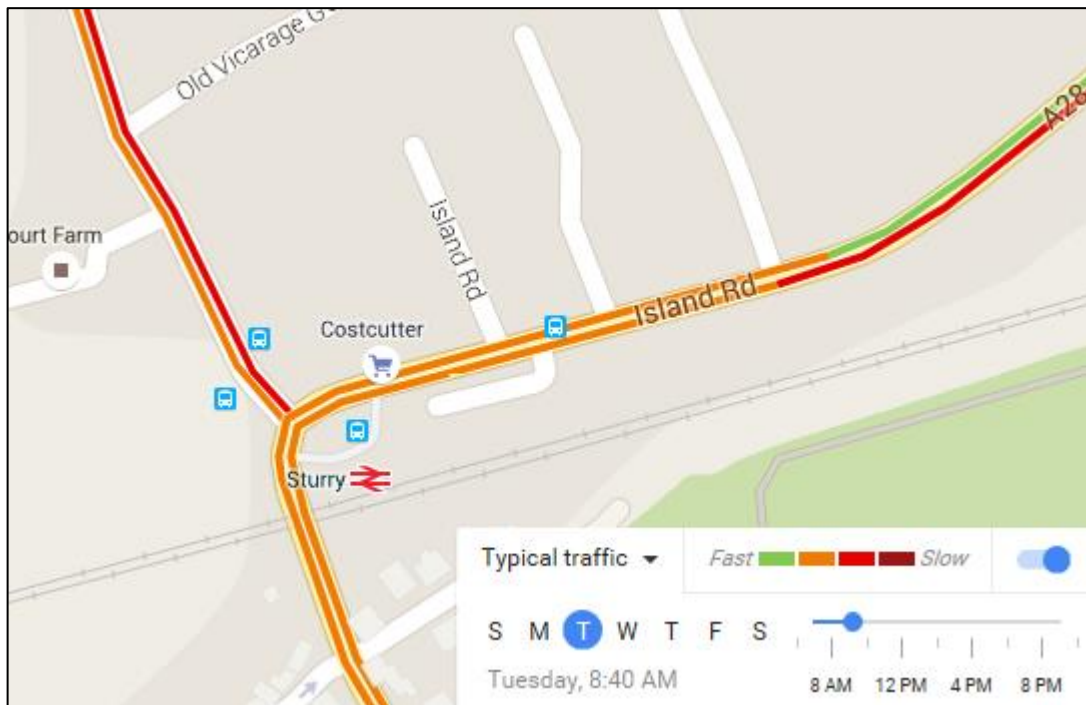 Old Vicarage G
A28
ourt Farm
island Rd
Island Rd
Costcutter
Sturry
Typical traffic
Fast
Slow
S M T W T F S
Tuesday, 8:40 AM
8 AM 12 PM 4 PM 8 PM